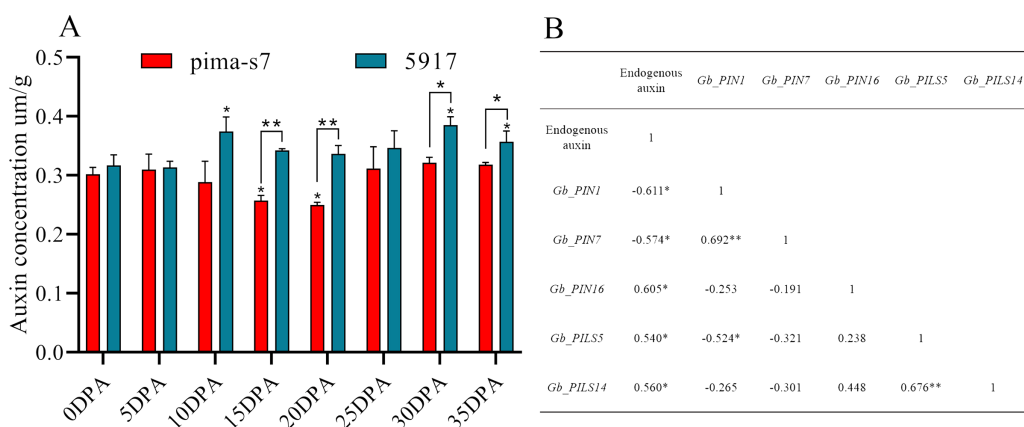 A
pima-s7
5917
Auxin concentration um/g
0.5
0.4
0.3
0.2
0.1
0.0
*
*
**
*
**
*
*
*
*
0DPA
5DPA
10DPA
15DPA
20DPA
25DPA
30DPA
35DPA
B
Endogenous auxin Gb_PIN1 Gb_PIN7 Gb_PIN16 Gb_PILS5 Gb_PILS14
Endogenous auxin 1
Gb_PIN1 -0.611* 1
Gb_PIN7 -0.574* 0.692** 1
Gb_PIN16 0.605* -0.253 -0.191 1
Gb_PILS5 0.540* -0.524* -0.321 0.238 1
Gb_PILS14 0.560* -0.265 -0.301 0.448 0.676** 1